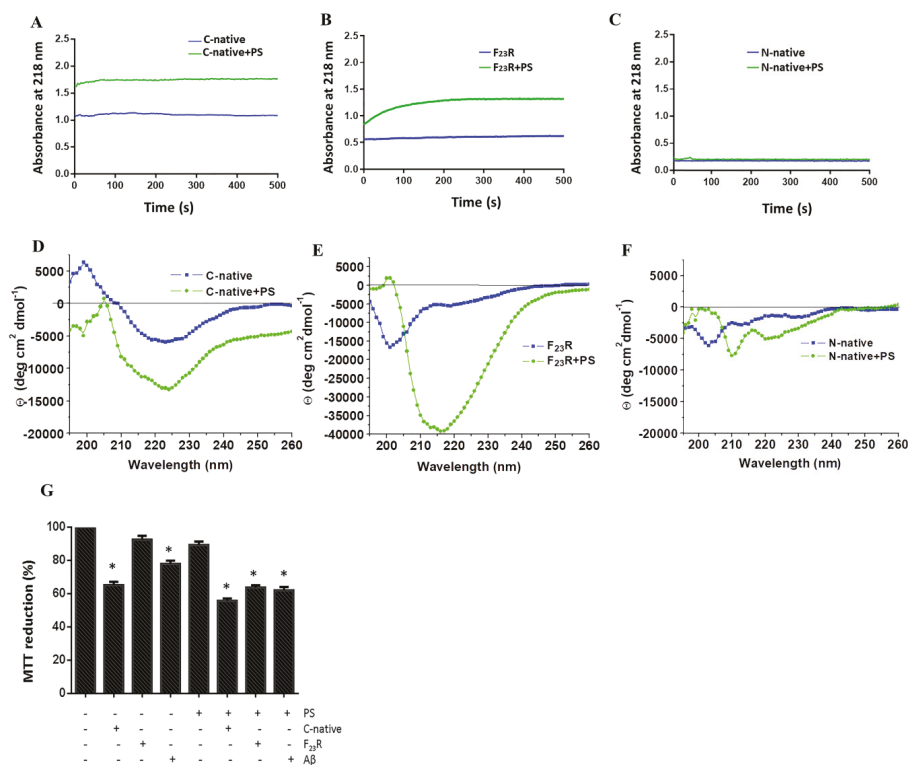 A
C-native
C-native+PS
Absorbance at 218 nm
2.5
2.0
1.5
1.0
0.5
0.0
0 100 200 300 400 500
Time (s)
B
F₂₃R
F₂₃R+PS
Absorbance at 218 nm
2.5
2.0
1.5
1.0
0.5
0.0
0 100 200 300 400 500
Time (s)
C
N-native
N-native+PS
Absorbance at 218 nm
2.5
2.0
1.5
1.0
0.5
0.0
0 100 200 300 400 500
Time (s)
D
C-native
C-native+PS
Θ (deg cm² dmol⁻¹)
5000
0
-5000
-10000
-15000
-20000
200 210 220 230 240 250 260
Wavelength (nm)
E
F₂₃R
F₂₃R+PS
Θ (deg cm² dmol⁻¹)
5000
0
-5000
-10000
-15000
-20000
-25000
-30000
-35000
-40000
200 210 220 230 240 250 260
Wavelength (nm)
F
N-native
N-native+PS
Θ (deg cm² dmol⁻¹)
5000
0
-5000
-10000
-15000
-20000
200 210 220 230 240 250 260
Wavelength (nm)
G
MTT reduction (%)
100
80
60
40
20
0
* * * * *
- - - - + + + + PS
- + - - - + - - C-native
- - + - - - + - F₂₃R
- - - + - - - + Aβ